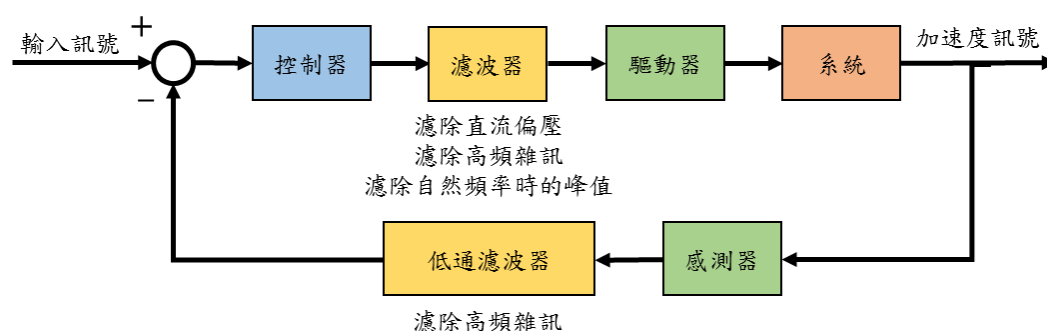 輸入訊號
+
−
控制器
濾波器
驅動器
系統
加速度訊號
濾除直流偏壓
濾除高頻雜訊
濾除自然頻率時的峰值
低通濾波器
感測器
濾除高頻雜訊